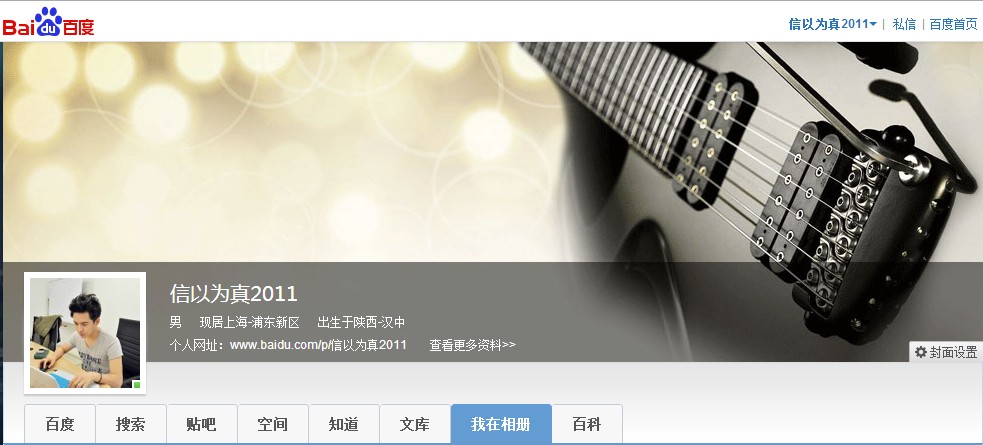 Baidu百度
信以为真2011 | 私信 | 百度首页
信以为真2011
男 现居上海-浦东新区 出生于陕西-汉中
个人网址：www.baidu.com/p/信以为真2011 查看更多资料>>
封面设置
百度 搜索 贴吧 空间 知道 文库 我在相册 百科